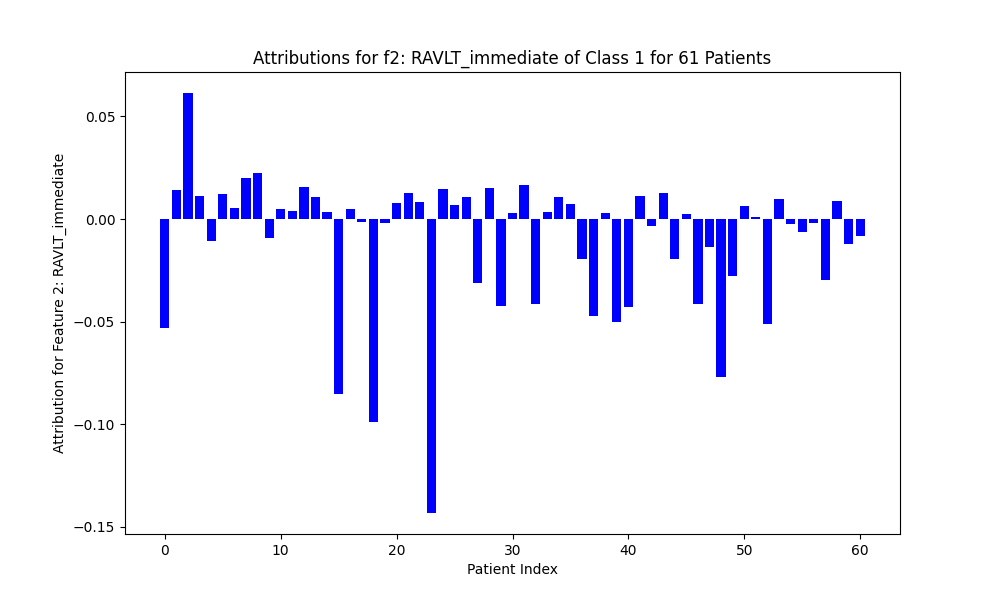 Attributions for f2: RAVLT_immediate of Class 1 for 61 Patients
Attribution for Feature 2: RAVLT_immediate
0.05
0.00
−0.05
−0.10
−0.15
0 10 20 30 40 50 60
Patient Index